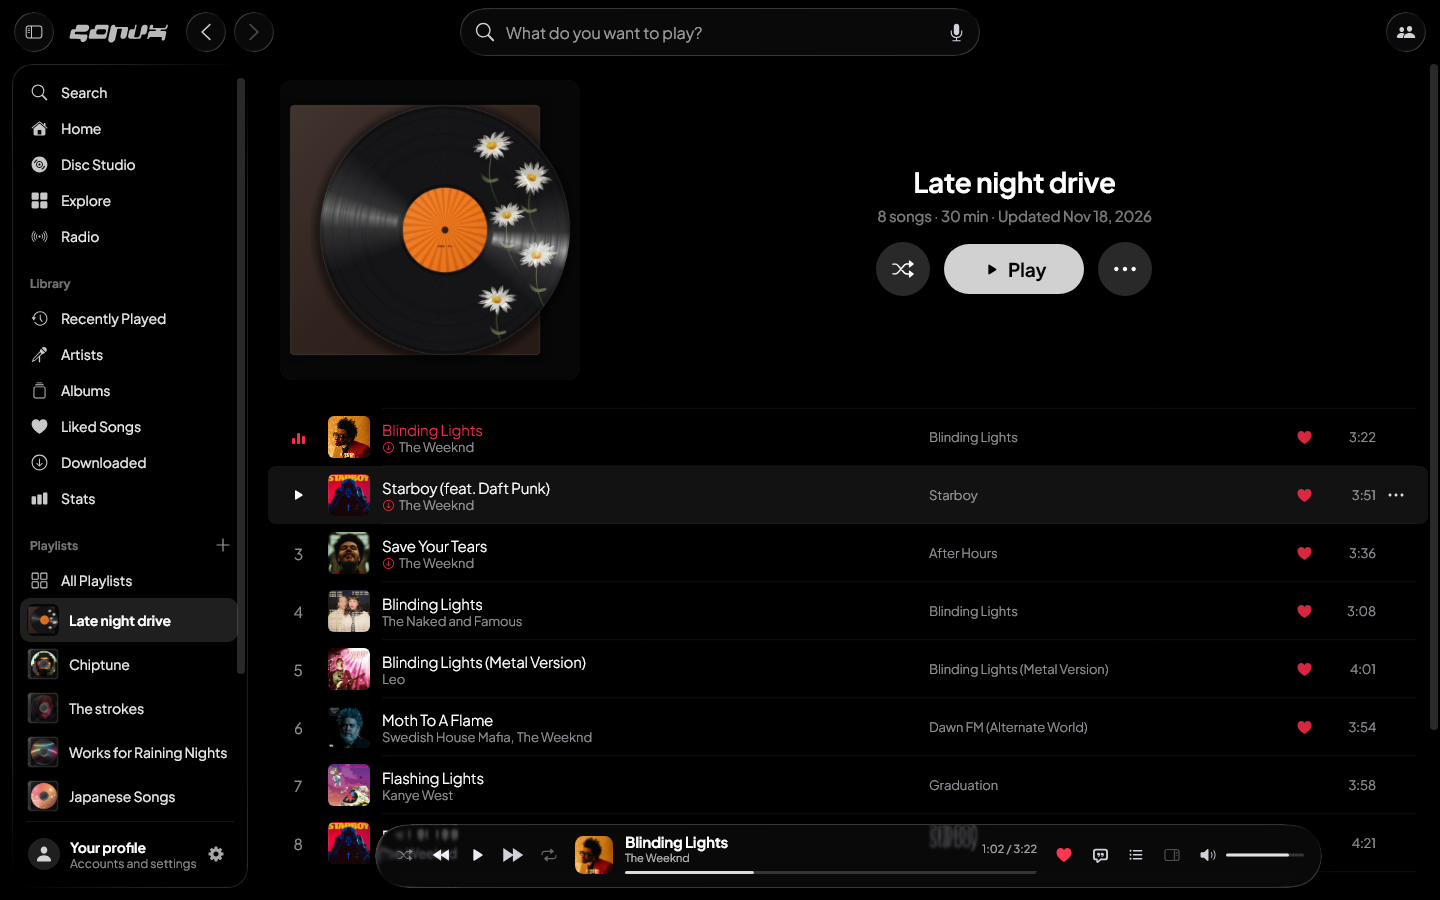 sonux
What do you want to play?
Search
Home
Disc Studio
Explore
Radio
Library
Recently Played
Artists
Albums
Liked Songs
Downloaded
Stats
Playlists
All Playlists
Late night drive
Chiptune
The strokes
Works for Raining Nights
Japanese Songs
Your profile
Accounts and settings
Late night drive
8 songs · 30 min · Updated Nov 18, 2026
Play
Blinding Lights
The Weeknd
Blinding Lights
3:22
STARBOY
Starboy (feat. Daft Punk)
The Weeknd
Starboy
3:51
3
Save Your Tears
The Weeknd
After Hours
3:36
4
Blinding Lights
The Naked and Famous
Blinding Lights
3:08
5
Blinding Lights (Metal Version)
Leo
Blinding Lights (Metal Version)
4:01
6
Moth To A Flame
Swedish House Mafia, The Weeknd
Dawn FM (Alternate World)
3:54
7
Flashing Lights
Kanye West
Graduation
3:58
8
STARBOY
Starboy
4:21
Blinding Lights
The Weeknd
1:02 / 3:22